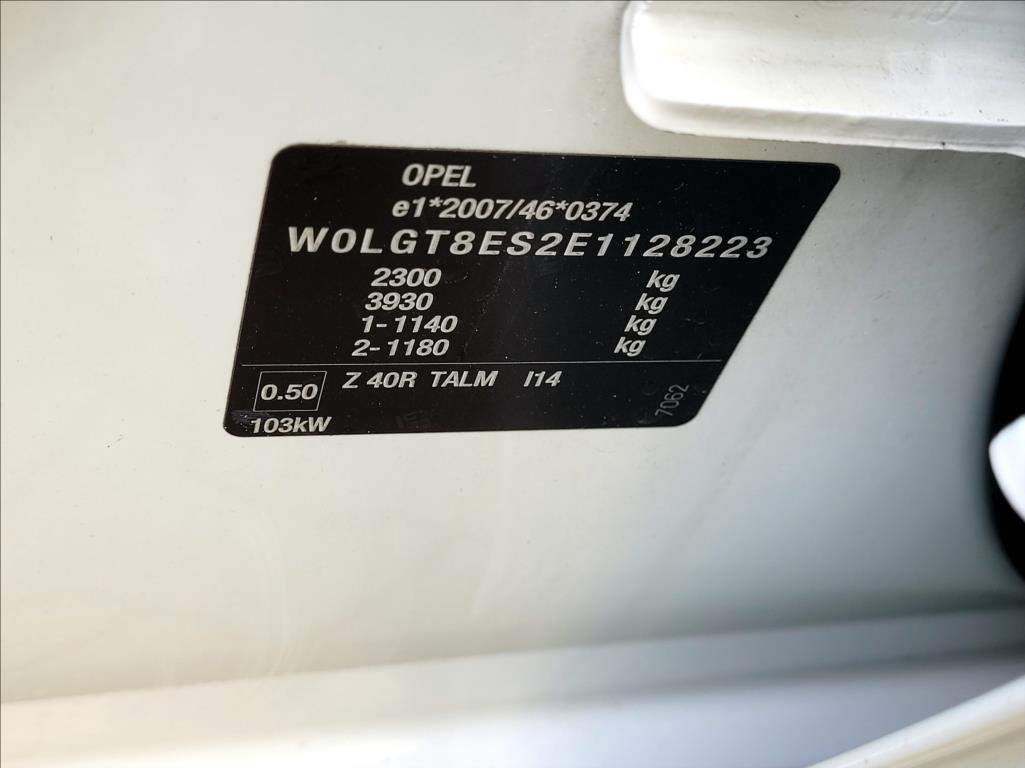 OPEL
e1*2007/46*0374
W0LGT8ES2E1128223
2300 kg
3930 kg
1-1140 kg
2-1180 kg
0.50 Z 40R TALM I14
103kW
7062